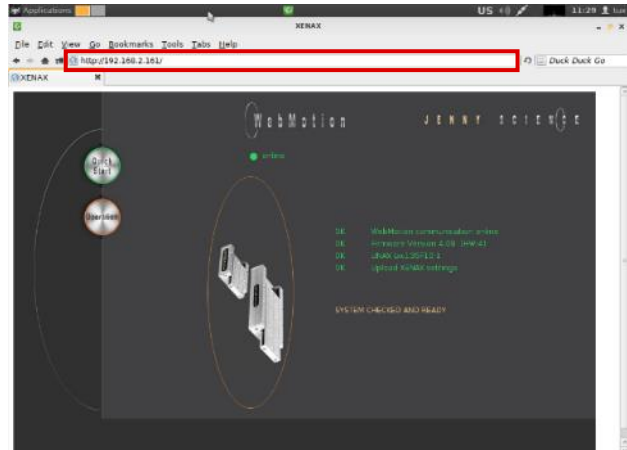 Applications
US
11:29
XENAX
File Edit View Go Bookmarks Tools Tabs Help
http://192.168.2.161/
Duck Duck Go
XENAX
WebMotion
JENNY SCIENCE
online
Quick
Start
Operation
OK WebMotion communication online
OK Firmware Version 4.08
OK
OK Upload XENAX settings
SYSTEM CHECKED AND READY